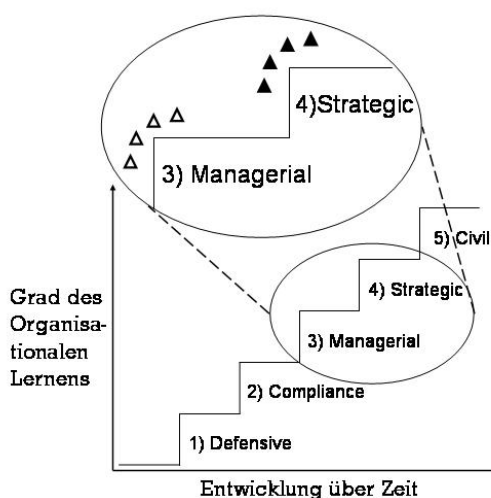 4)Strategic
3) Managerial
5) Civil
4) Strategic
3) Managerial
2) Compliance
1) Defensive
Grad des
Organisa-
tionalen
Lernens
Entwicklung über Zeit